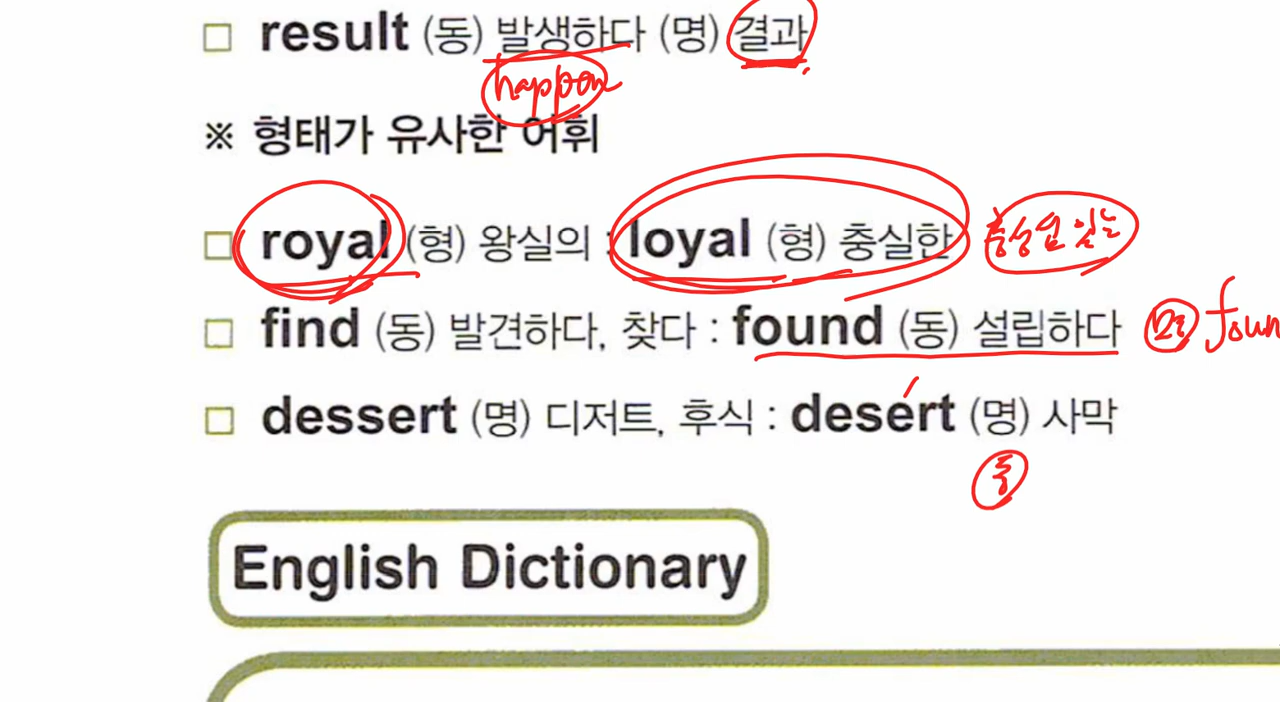 □ result (동) 발생하다 (명) 결과
happen
※ 형태가 유사한 어휘
□ royal (형) 왕실의 : loyal (형) 충실한 충성심 있는
□ find (동) 발견하다, 찾다 : found (동) 설립하다 foun
□ dessert (명) 디저트, 후식 : desert (명) 사막
동
English Dictionary